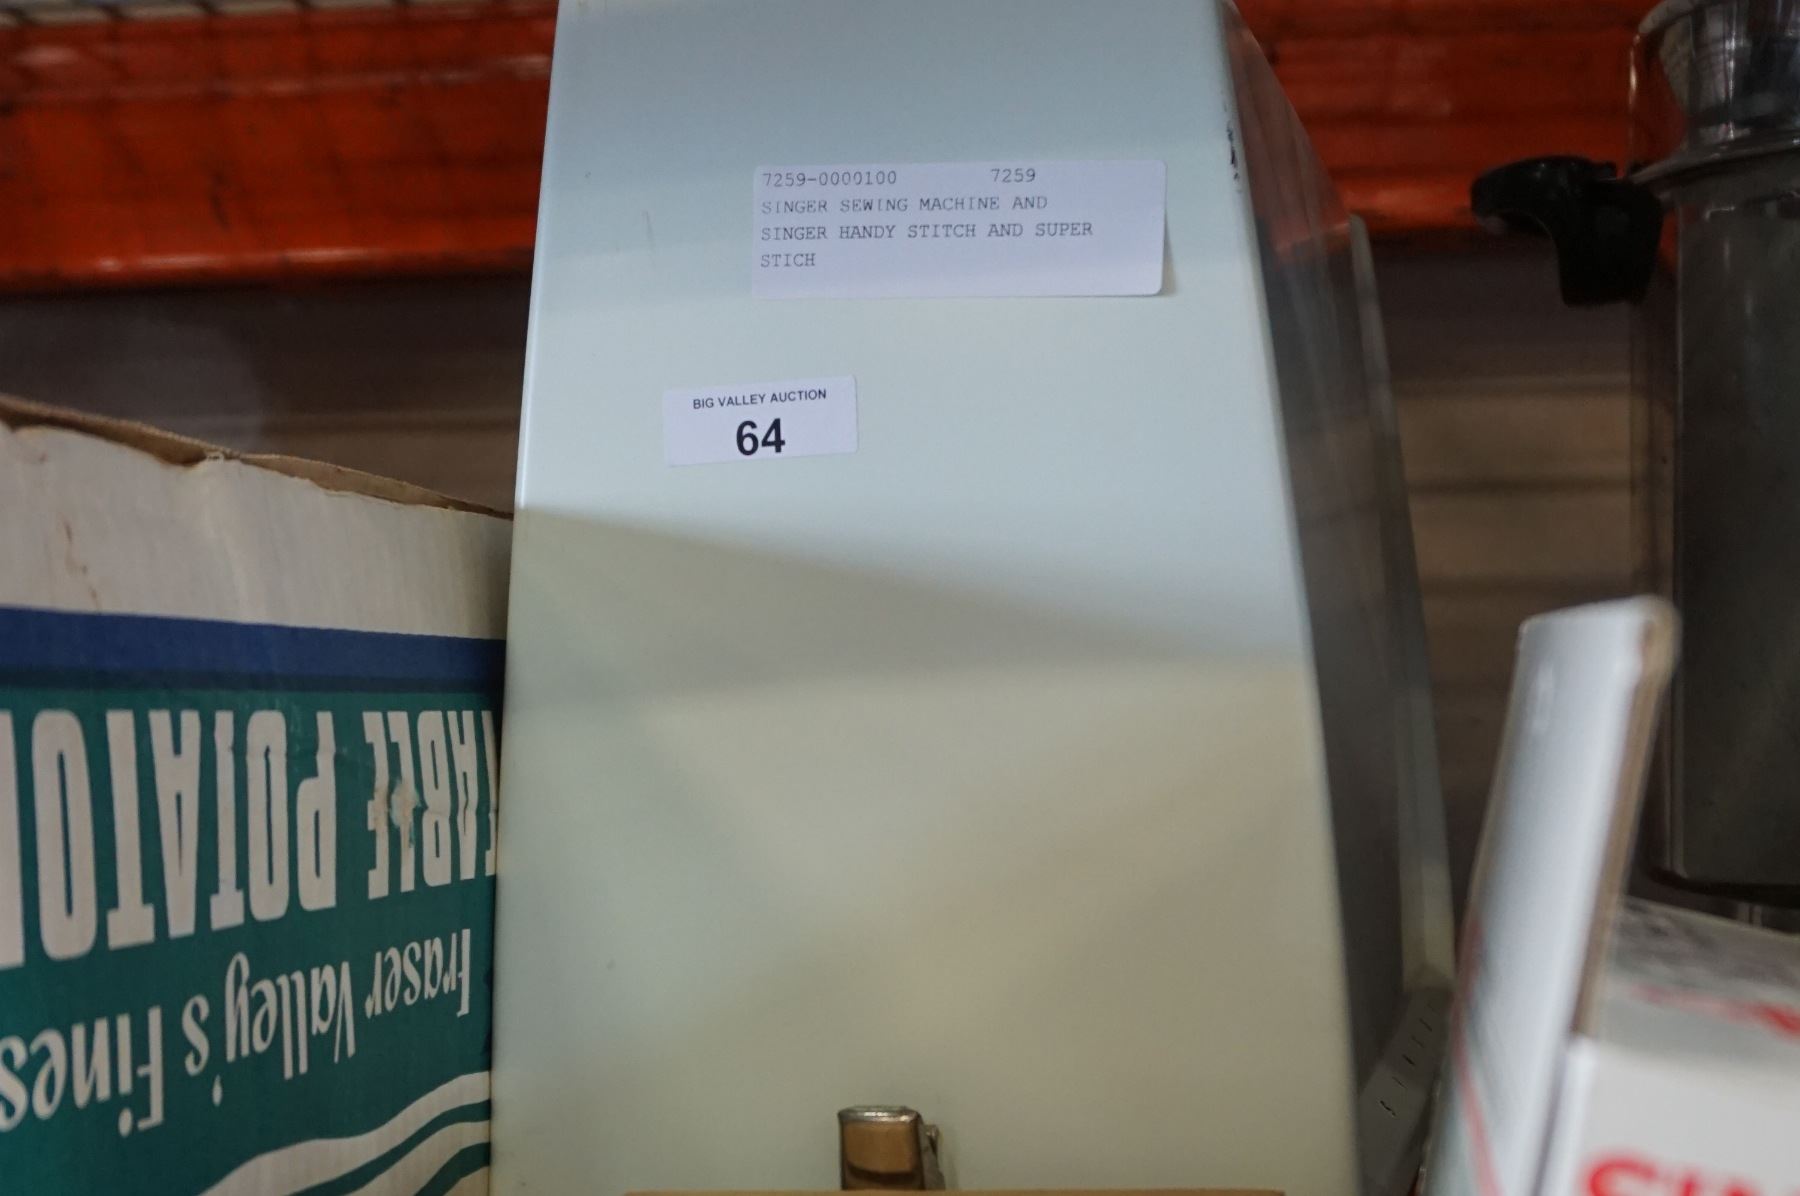 7259-0000100 7259
SINGER SEWING MACHINE AND
SINGER HANDY STITCH AND SUPER
STICH
BIG VALLEY AUCTION
64
Fraser Valley's Fines
TABLE POTATO